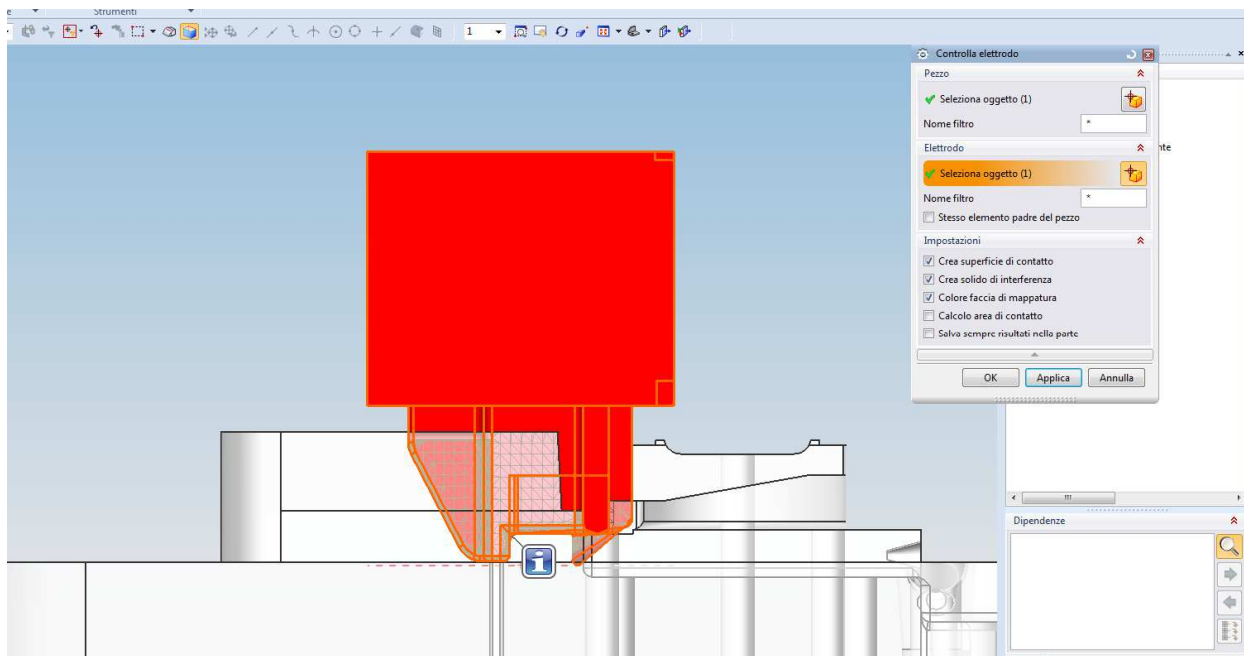 Strumenti
1
Controlla elettrodo
Pezzo
Seleziona oggetto (1)
Nome filtro
*
nte
Elettrodo
Seleziona oggetto (1)
Nome filtro
*
Stesso elemento padre del pezzo
Impostazioni
Crea superficie di contatto
Crea solido di interferenza
Colore faccia di mappatura
Calcolo area di contatto
Salva sempre risultati nella parte
OK
Applica
Annulla
Dipendenze